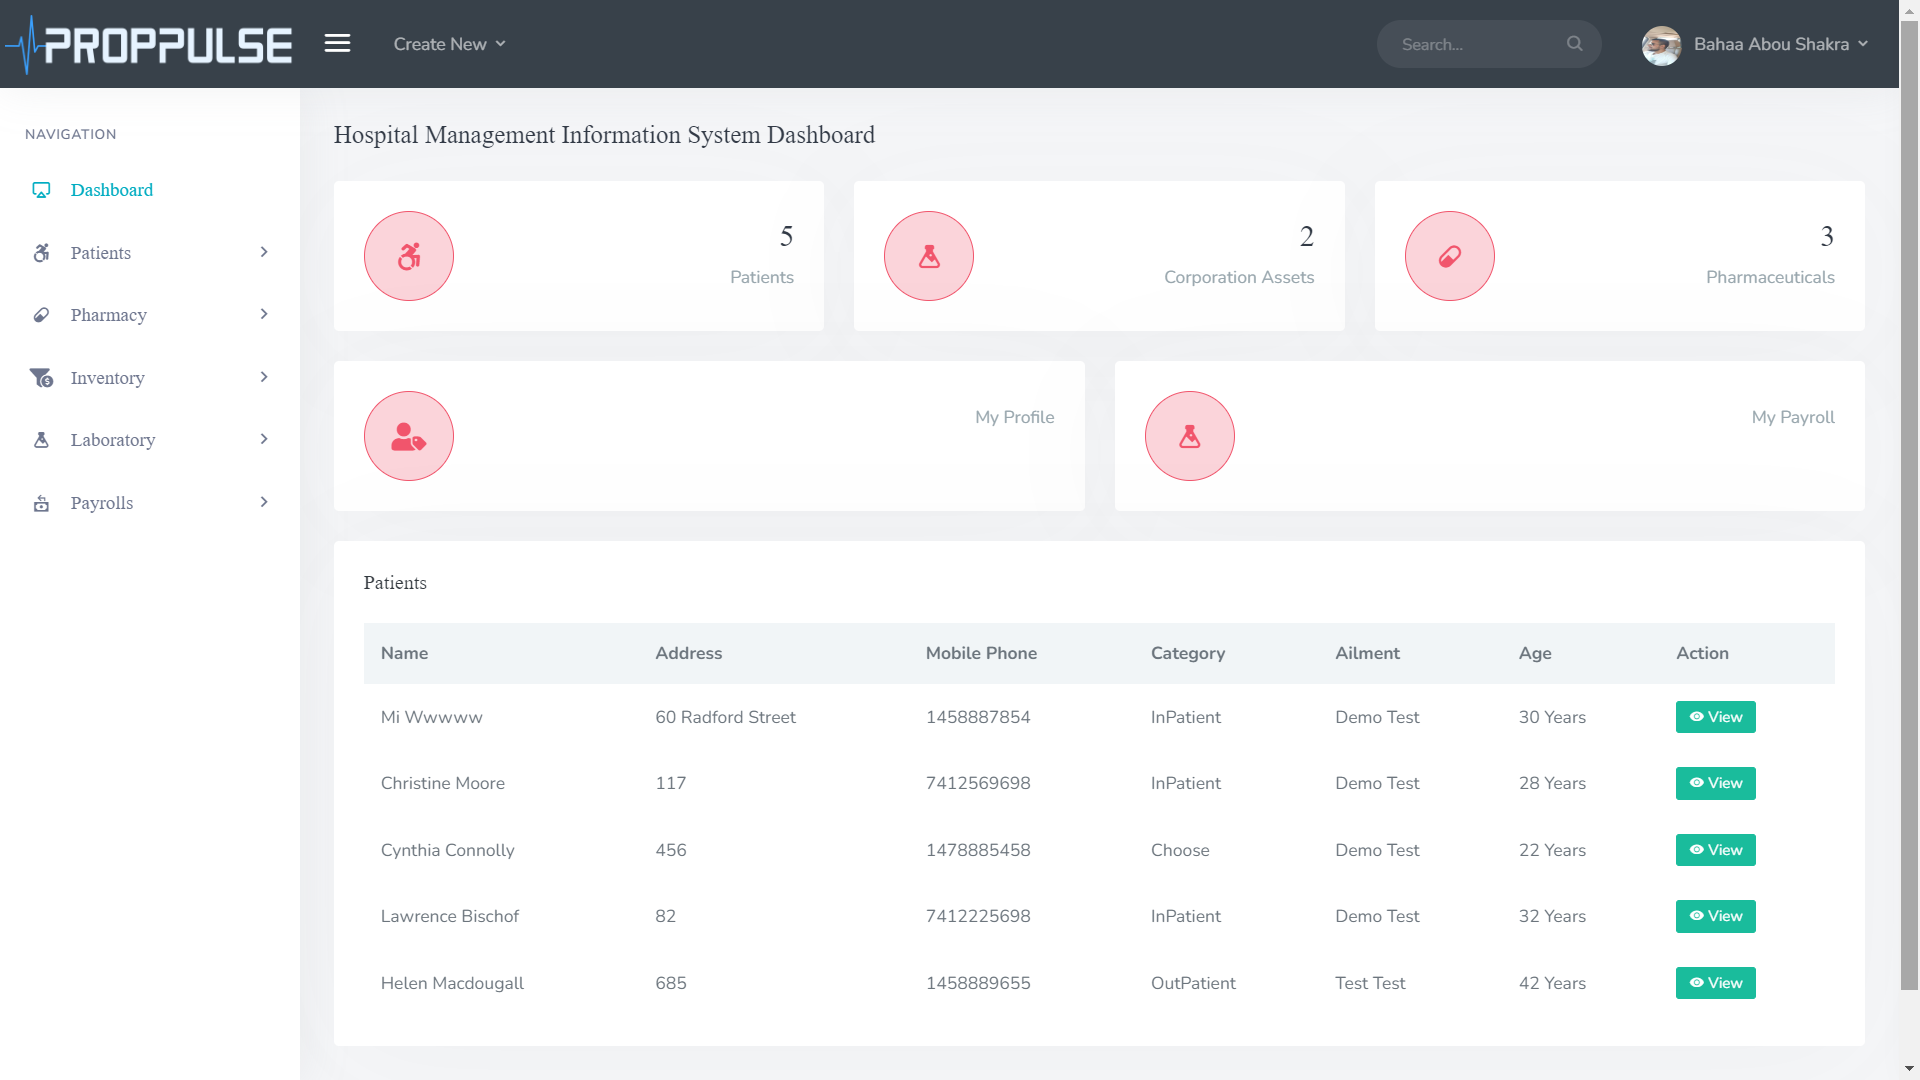 PROPPULSE
Create New
Search...
Bahaa Abou Shakra
NAVIGATION
Dashboard
Patients
Pharmacy
Inventory
Laboratory
Payrolls
Hospital Management Information System Dashboard
5
Patients
2
Corporation Assets
3
Pharmaceuticals
My Profile
My Payroll
Patients
Name Address Mobile Phone Category Ailment Age Action
Mi Wwwww 60 Radford Street 1458887854 InPatient Demo Test 30 Years View
Christine Moore 117 7412569698 InPatient Demo Test 28 Years View
Cynthia Connolly 456 1478885458 Choose Demo Test 22 Years View
Lawrence Bischof 82 7412225698 InPatient Demo Test 32 Years View
Helen Macdougall 685 1458889655 OutPatient Test Test 42 Years View